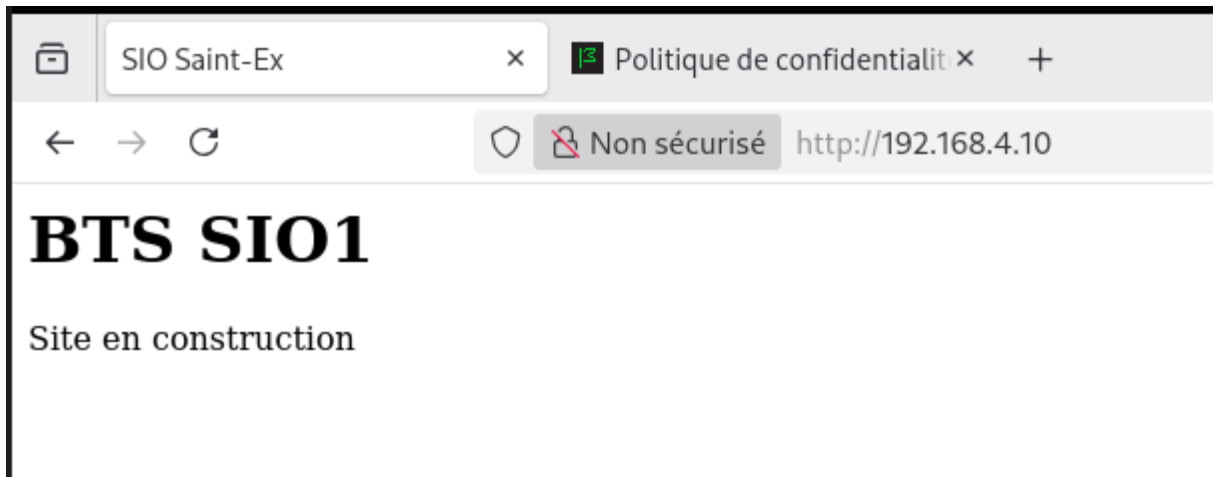 SIO Saint-Ex
Politique de confidentialit
Non sécurisé http://192.168.4.10
BTS SIO1
Site en construction